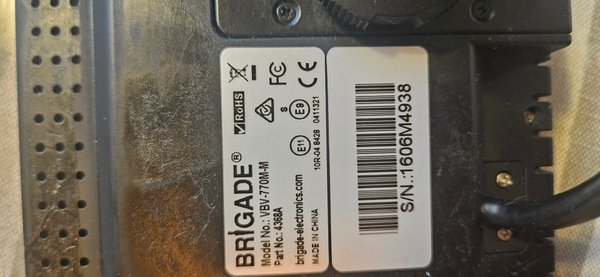 BRIGADE®
Model No.: VBV-770M-M
Part No.: 4368A
brigade-electronics.com
MADE IN CHINA
RoHS
FC CE
S
E11 E9
10R-04 8428 0411321
S/N.:1606M4938